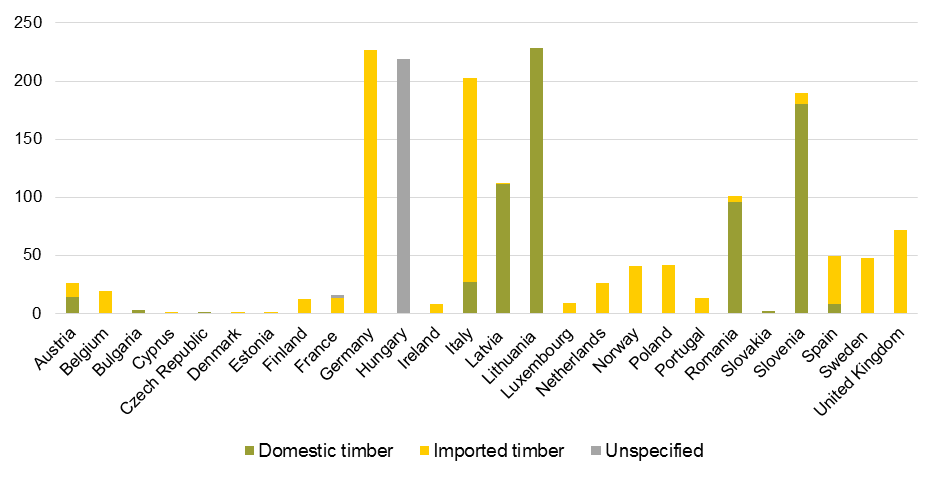 250
200
150
100
50
0
Austria
Belgium
Bulgaria
Cyprus
Czech Republic
Denmark
Estonia
Finland
France
Germany
Hungary
Ireland
Italy
Latvia
Lithuania
Luxembourg
Netherlands
Norway
Poland
Portugal
Romania
Slovakia
Slovenia
Spain
Sweden
United Kingdom
Domestic timber Imported timber Unspecified